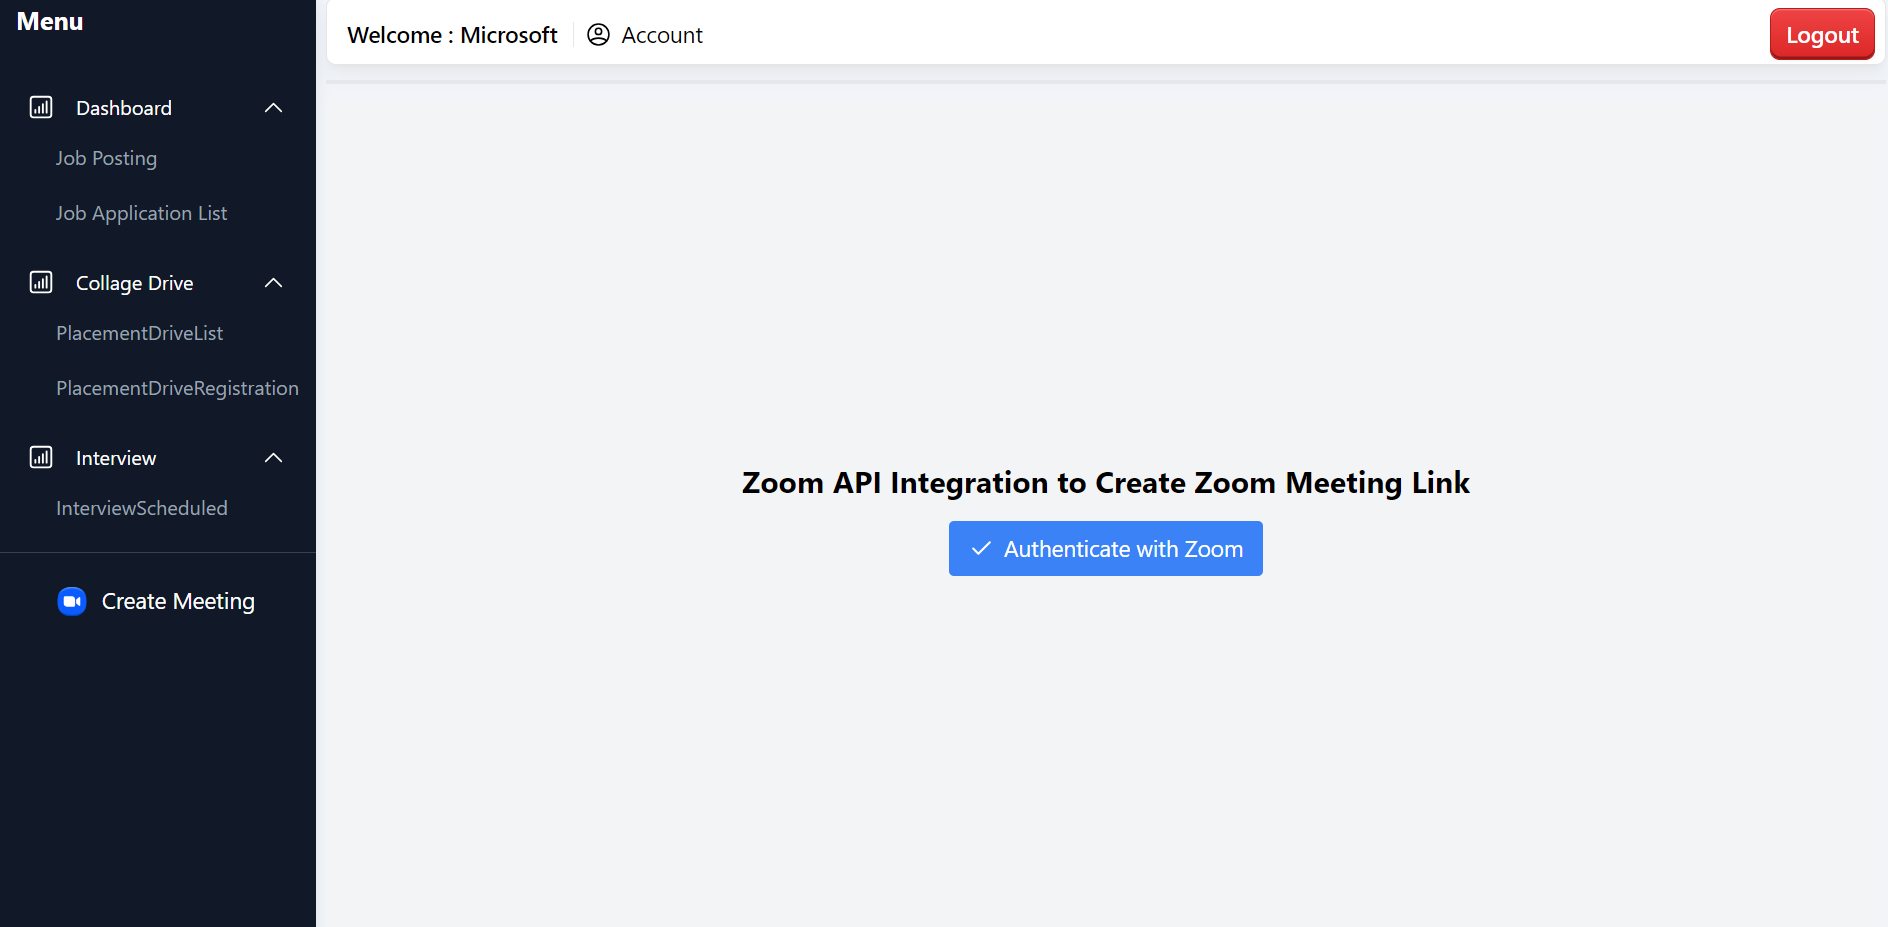 Menu
Dashboard
Job Posting
Job Application List
Collage Drive
PlacementDriveList
PlacementDriveRegistration
Interview
InterviewScheduled
Create Meeting
Welcome : Microsoft
Account
Logout
Zoom API Integration to Create Zoom Meeting Link
Authenticate with Zoom